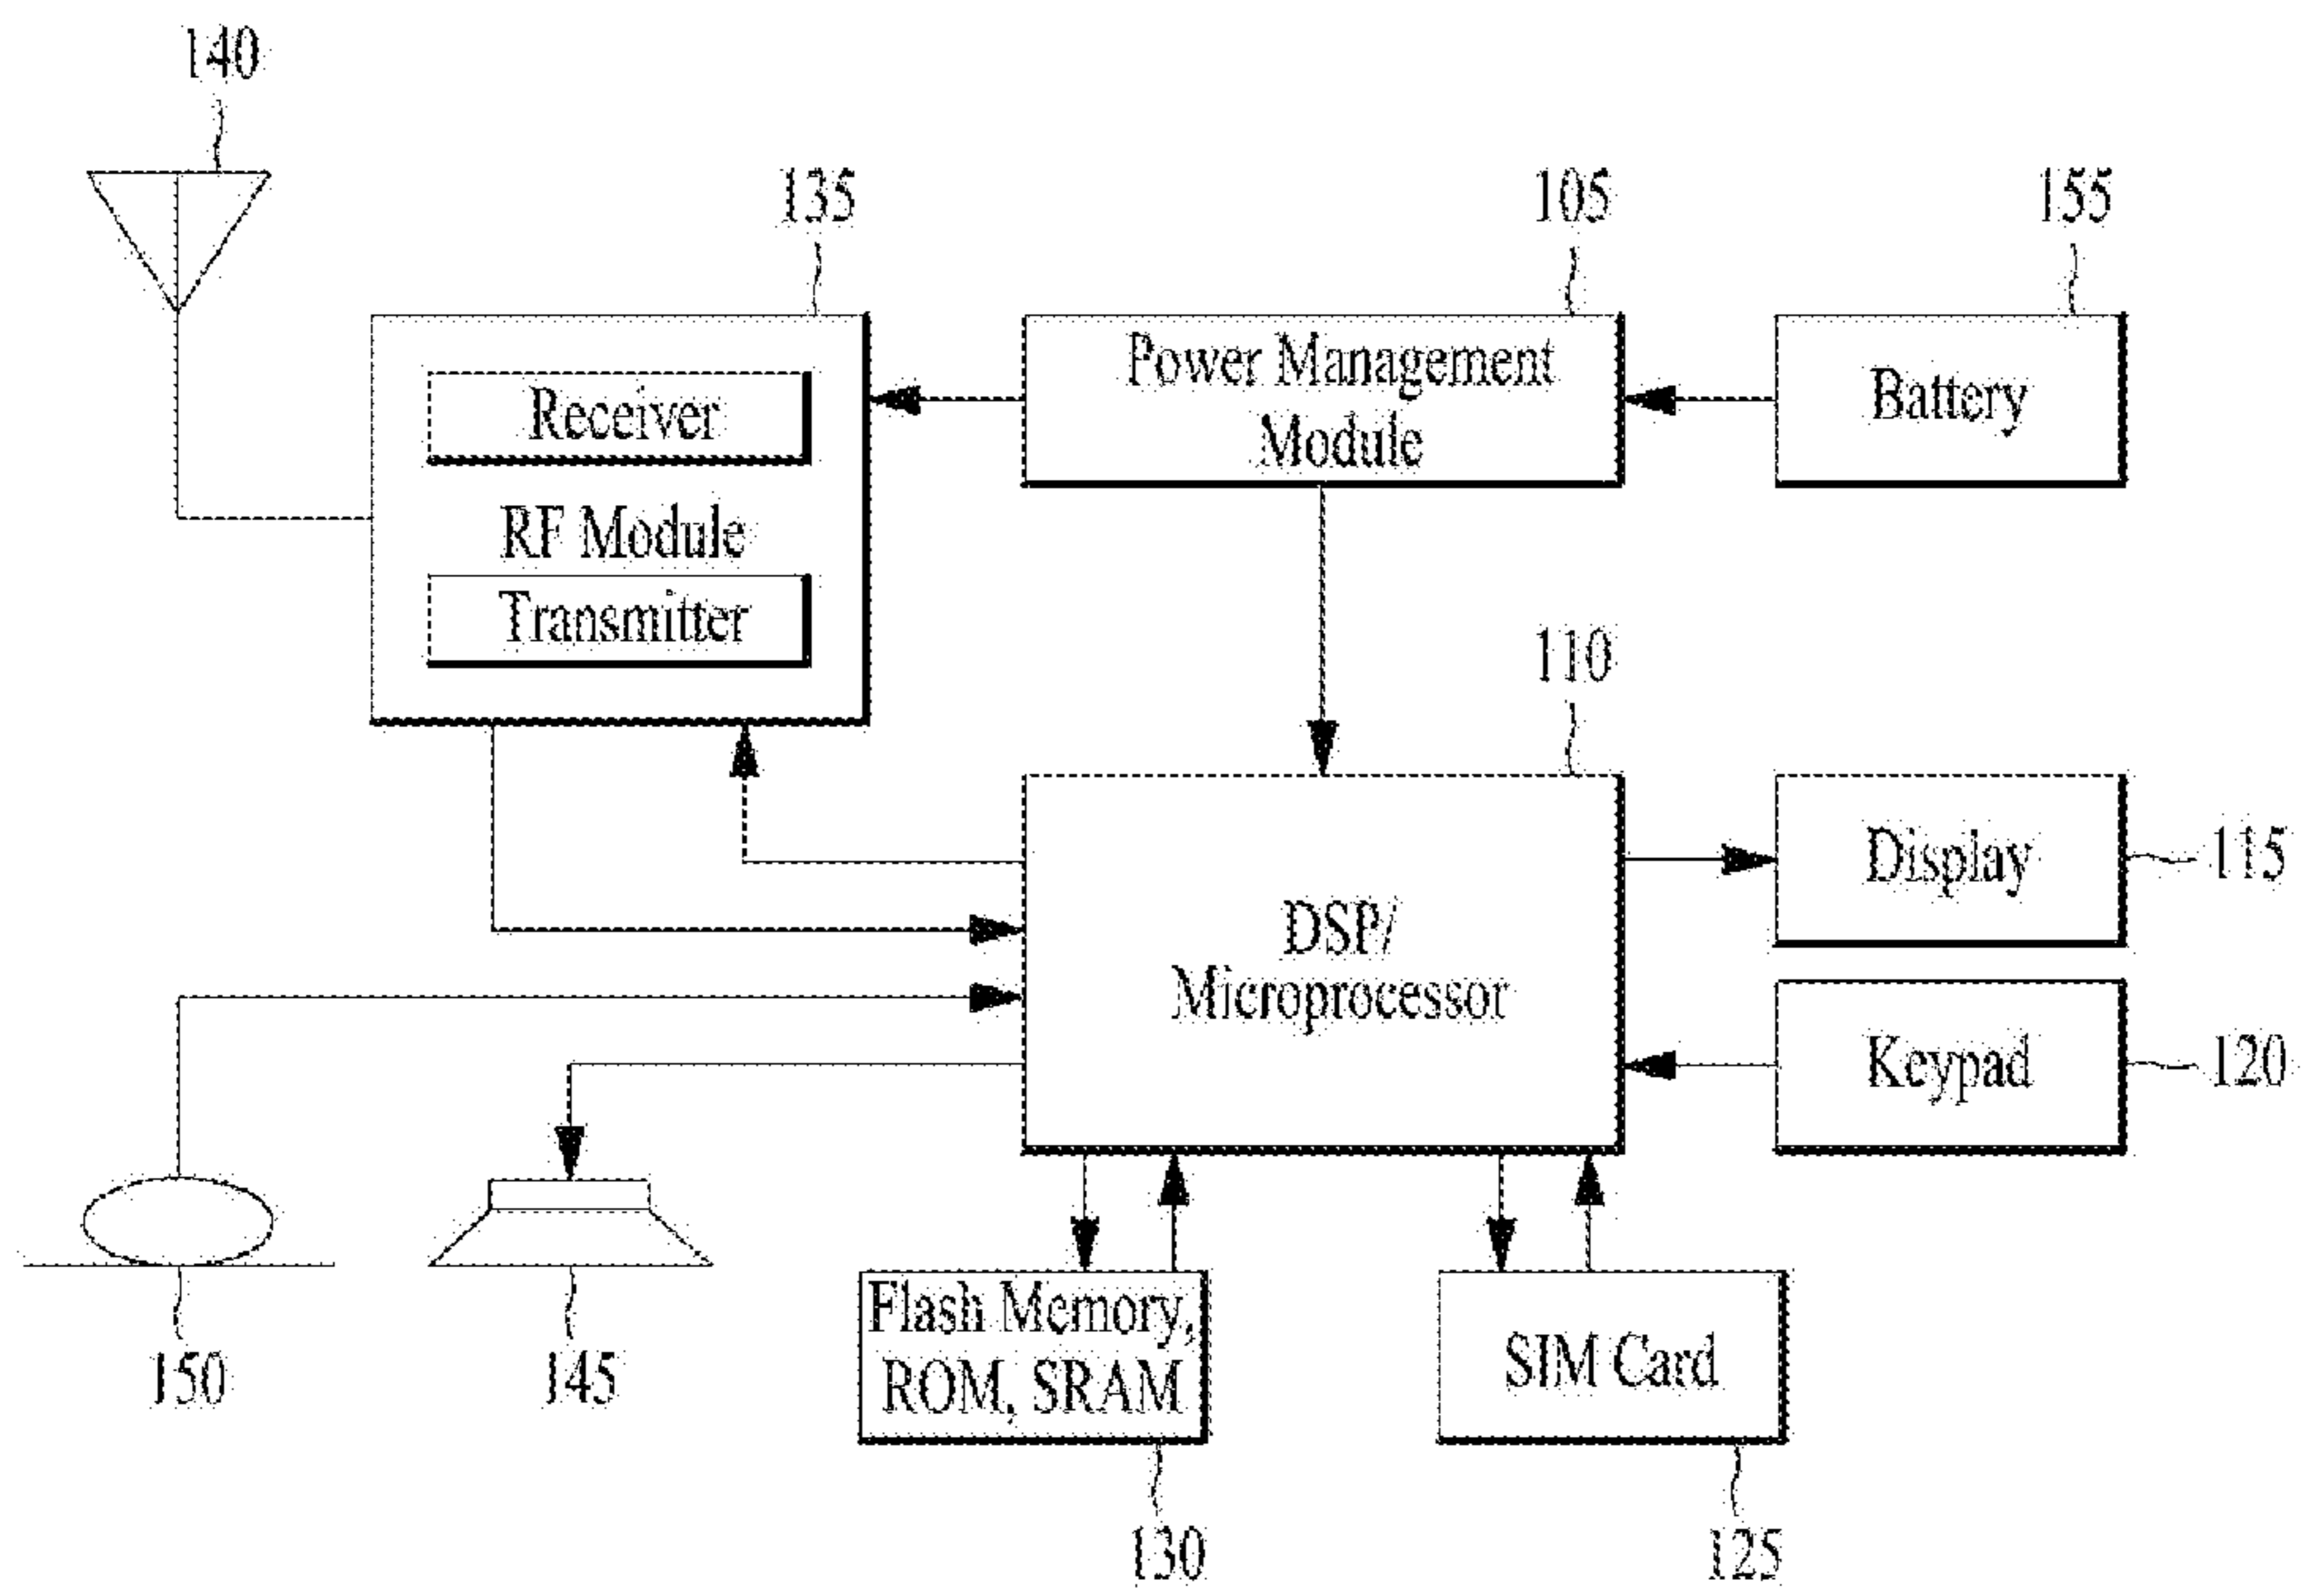 140
135
105
155
Receiver
RF Module
Transmitter
Power Management
Module
Battery
110
DSP/
Microprocessor
Display
115
Keypad
120
150
145
Flash Memory,
ROM, SRAM
SIM Card
130
125